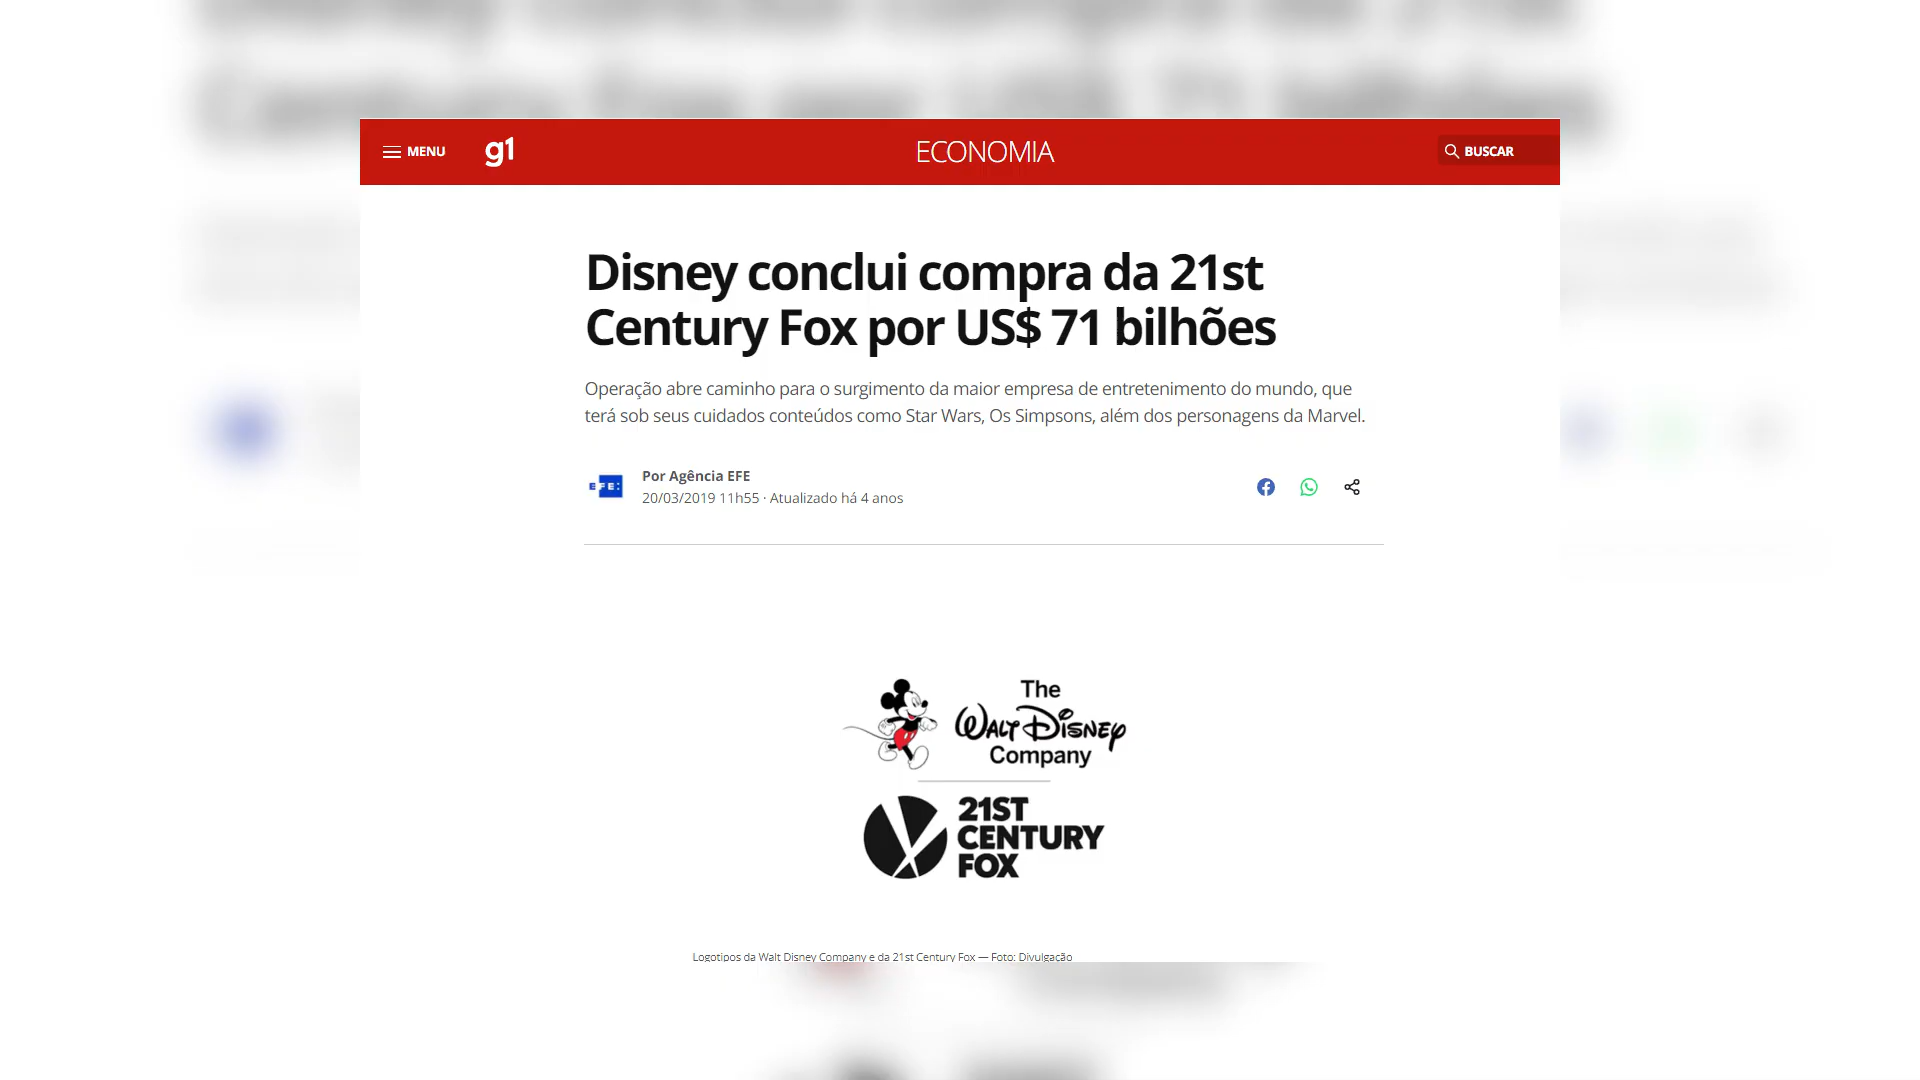 MENU
g1
ECONOMIA
BUSCAR
Disney conclui compra da 21st
Century Fox por US$ 71 bilhões
Operação abre caminho para o surgimento da maior empresa de entretenimento do mundo, que
terá sob seus cuidados conteúdos como Star Wars, Os Simpsons, além dos personagens da Marvel.
EFE:
Por Agência EFE
20/03/2019 11h55 · Atualizado há 4 anos
The
WALT DISNEY
Company
21ST
CENTURY
FOX
Logotipos da Walt Disney Company e da 21st Century Fox — Foto: Divulgação